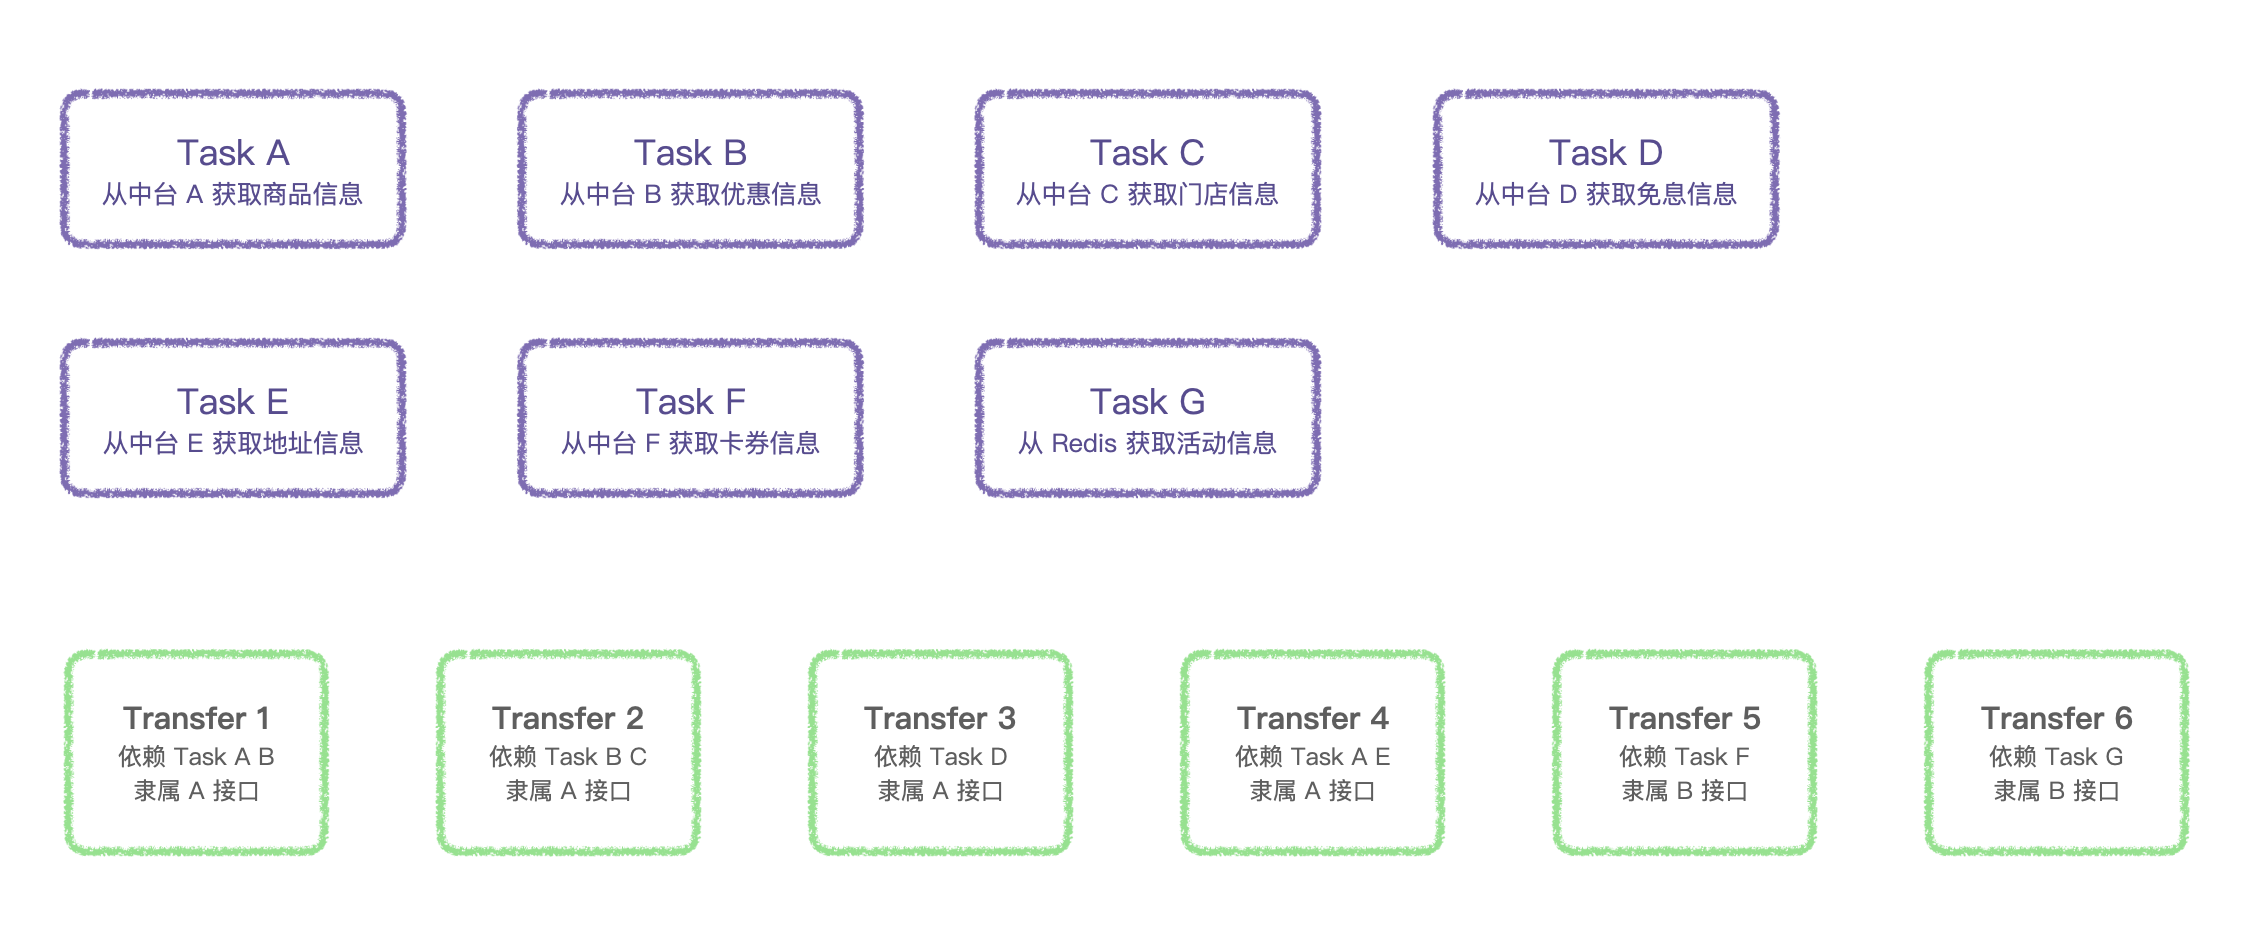 Task A
从中台 A 获取商品信息
Task B
从中台 B 获取优惠信息
Task C
从中台 C 获取门店信息
Task D
从中台 D 获取免息信息
Task E
从中台 E 获取地址信息
Task F
从中台 F 获取卡券信息
Task G
从 Redis 获取活动信息
Transfer 1
依赖 Task A B
隶属 A 接口
Transfer 2
依赖 Task B C
隶属 A 接口
Transfer 3
依赖 Task D
隶属 A 接口
Transfer 4
依赖 Task A E
隶属 A 接口
Transfer 5
依赖 Task F
隶属 B 接口
Transfer 6
依赖 Task G
隶属 B 接口